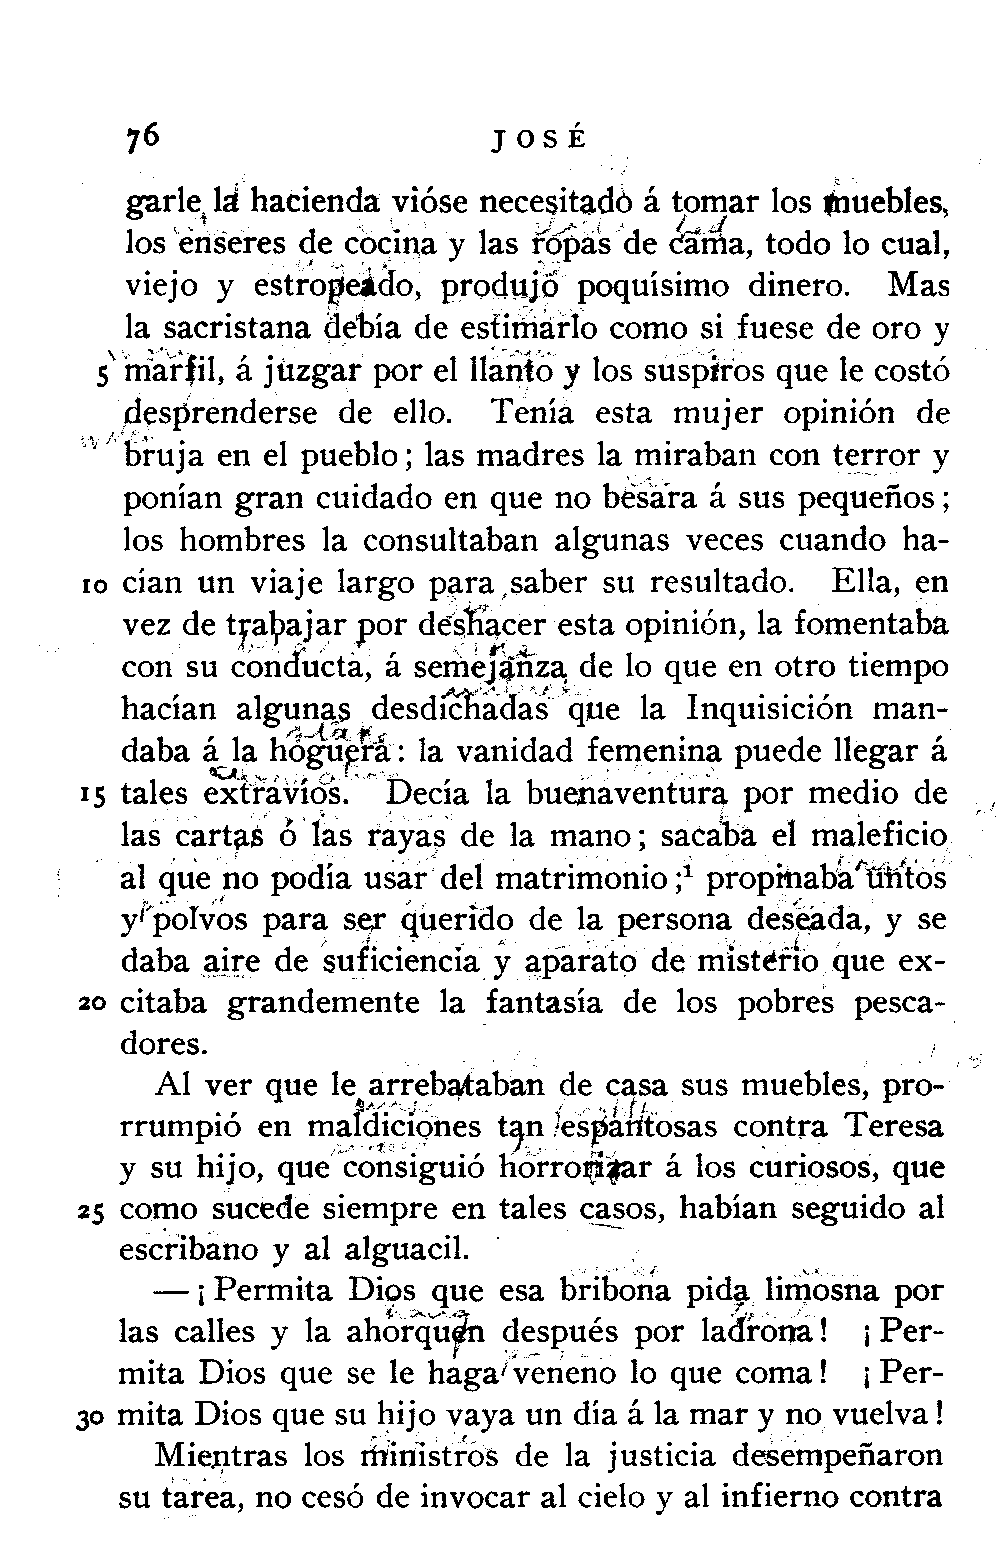 76 JOSÉ
garle la hacienda vióse necesitado á tomar los muebles,
los enseres de cocina y las ropas de cama, todo lo cual,
viejo y estropeado, produjo poquísimo dinero. Mas
la sacristana debía de estimarlo como si fuese de oro y
5 marfil, á juzgar por el llanto y los suspiros que le costó
desprenderse de ello. Tenía esta mujer opinión de
bruja en el pueblo; las madres la miraban con terror y
ponían gran cuidado en que no besara á sus pequeños;
los hombres la consultaban algunas veces cuando ha-
10 cían un viaje largo para saber su resultado. Ella, en
vez de trabajar por deshacer esta opinión, la fomentaba
con su conducta, á semejanza de lo que en otro tiempo
hacían algunas desdichadas que la Inquisición man-
daba á la hoguera: la vanidad femenina puede llegar á
15 tales extravíos. Decía la buenaventura por medio de
las cartas ó las rayas de la mano; sacaba el maleficio
al que no podía usar del matrimonio;¹ propinaba untos
y polvos para ser querido de la persona deseada, y se
daba aire de suficiencia y aparato de misterio que ex-
20 citaba grandemente la fantasía de los pobres pesca-
dores.
Al ver que le arrebataban de casa sus muebles, pro-
rrumpió en maldiciones tan espantosas contra Teresa
y su hijo, que consiguió horrorizar á los curiosos, que
25 como sucede siempre en tales casos, habían seguido al
escribano y al alguacil.
—¡Permita Dios que esa bribona pida limosna por
las calles y la ahorquen después por ladrona! ¡Per-
mita Dios que se le haga veneno lo que coma! ¡Per-
30 mita Dios que su hijo vaya un día á la mar y no vuelva!
Mientras los ministros de la justicia desempeñaron
su tarea, no cesó de invocar al cielo y al infierno contra